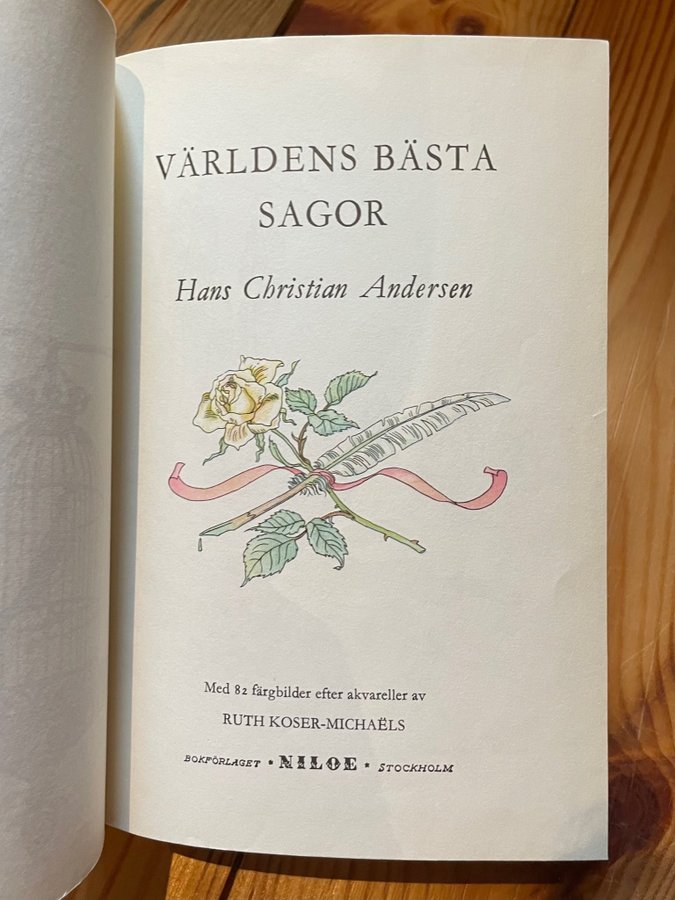 VÄRLDENS BÄSTA
SAGOR
Hans Christian Andersen
Med 82 färgbilder efter akvareller av
RUTH KOSER-MICHAËLS
BOKFÖRLAGET * NILOE * STOCKHOLM